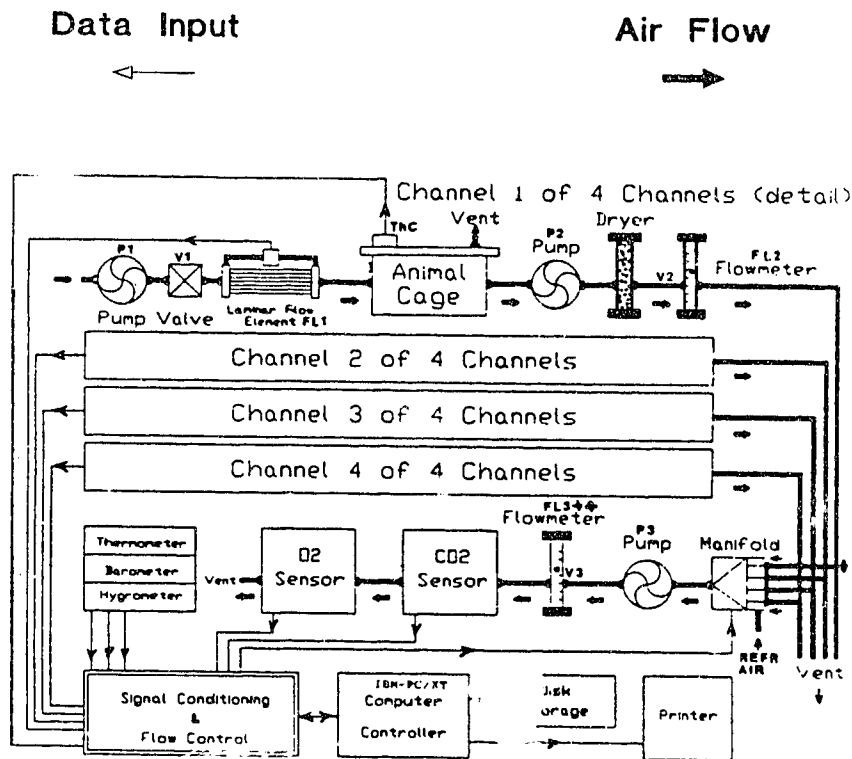 Data Input
Air Flow
Channel 1 of 4 Channels (detail)
ThC
Vent
P2
Pump
Dryer
P1
V1
Animal
Cage
V2
FL2
Flowmeter
Pump Valve
Laminar Flow
Element FL1
Channel 2 of 4 Channels
Channel 3 of 4 Channels
Channel 4 of 4 Channels
FL3
Flowmeter
P3
Pump
Manifold
Thermometer
Barometer
Hygrometer
Vent
O2
Sensor
CO2
Sensor
V3
REFR
AIR
Vent
Signal Conditioning
&
Flow Control
IBM-PC/XT
Computer
Controller
Printer